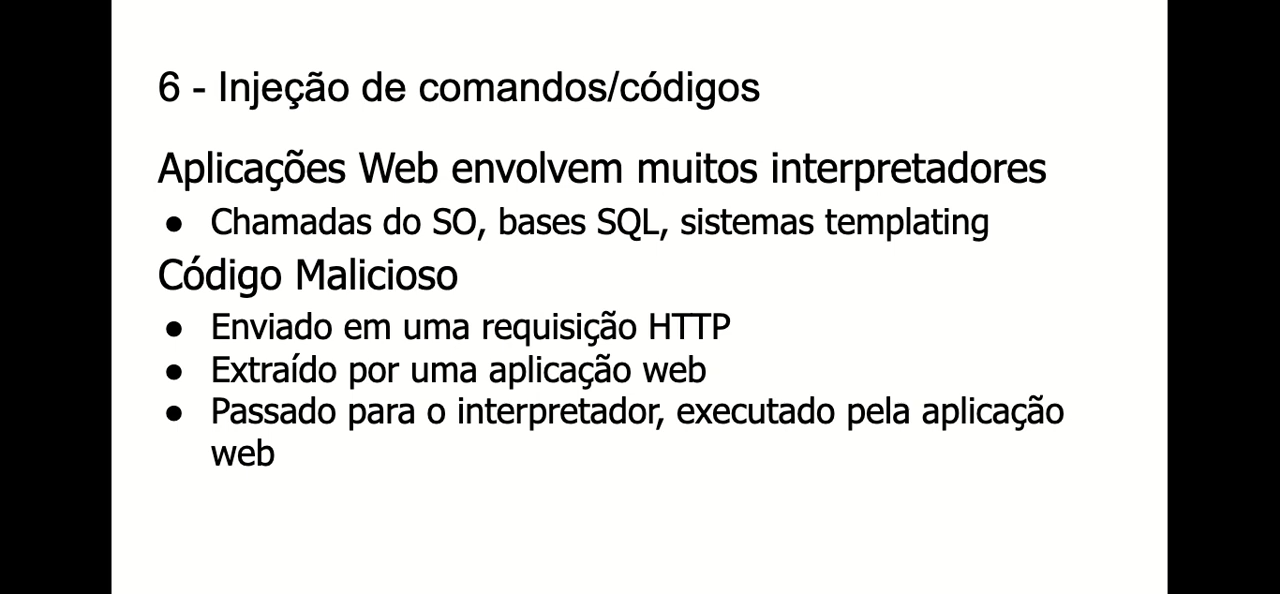 6 - Injeção de comandos/códigos
Aplicações Web envolvem muitos interpretadores
● Chamadas do SO, bases SQL, sistemas templating
Código Malicioso
● Enviado em uma requisição HTTP
● Extraído por uma aplicação web
● Passado para o interpretador, executado pela aplicação
web